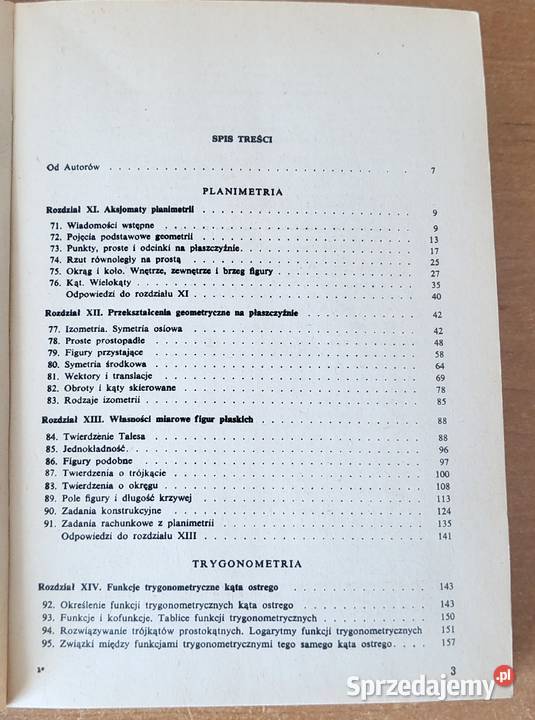 SPIS TREŚCI
Od Autorów . . . . . . . . . . 7
PLANIMETRIA
Rozdział XI. Aksjomaty planimetrii . . . . . . . . . . 9
71. Wiadomości wstępne . . . . . . . . . . 9
72. Pojęcia podstawowe geometrii . . . . . . . . . . 13
73. Punkty, proste i odcinki na płaszczyźnie. . . . . . . . . . 17
74. Rzut równoległy na prostą . . . . . . . . . . 25
75. Okrąg i koło. Wnętrze, zewnętrze i brzeg figury . . . . . . . . . . 27
76. Kąt. Wielokąty . . . . . . . . . . 35
Odpowiedzi do rozdziału XI . . . . . . . . . . 40
Rozdział XII. Przekształcenia geometryczne na płaszczyźnie . . . . . . . . . . 42
77. Izometria. Symetria osiowa . . . . . . . . . . 42
78. Proste prostopadłe . . . . . . . . . . 48
79. Figury przystające . . . . . . . . . . 58
80. Symetria środkowa . . . . . . . . . . 64
81. Wektory i translacje . . . . . . . . . . 69
82. Obroty i kąty skierowane . . . . . . . . . . 78
83. Rodzaje izometrii . . . . . . . . . . 85
Rozdział XIII. Własności miarowe figur płaskich . . . . . . . . . . 88
84. Twierdzenie Talesa . . . . . . . . . . 88
85. Jednokładność. . . . . . . . . . 96
86. Figury podobne . . . . . . . . . . 97
87. Twierdzenia o trójkącie . . . . . . . . . . 100
83. Twierdzenia o okręgu . . . . . . . . . . 108
89. Pole figury i długość krzywej . . . . . . . . . . 113
90. Zadania konstrukcyjne . . . . . . . . . . 124
91. Zadania rachunkowe z planimetrii . . . . . . . . . . 135
Odpowiedzi do rozdziału XIII . . . . . . . . . . 141
TRYGONOMETRIA
Rozdział XIV. Funkcje trygonometryczne kąta ostrego . . . . . . . . . . 143
92. Określenie funkcji trygonometrycznych kąta ostrego . . . . . . . . . . 143
93. Funkcje i kofunkcje. Tablice funkcji trygonometrycznych . . . . . . . . . . 150
94. Rozwiązywanie trójkątów prostokątnych. Logarytmy funkcji trygonometrycznych 151
95. Związki między funkcjami trygonometrycznymi tego samego kąta ostrego. . . . . 157
1* 3
Sprzedajemy.pl